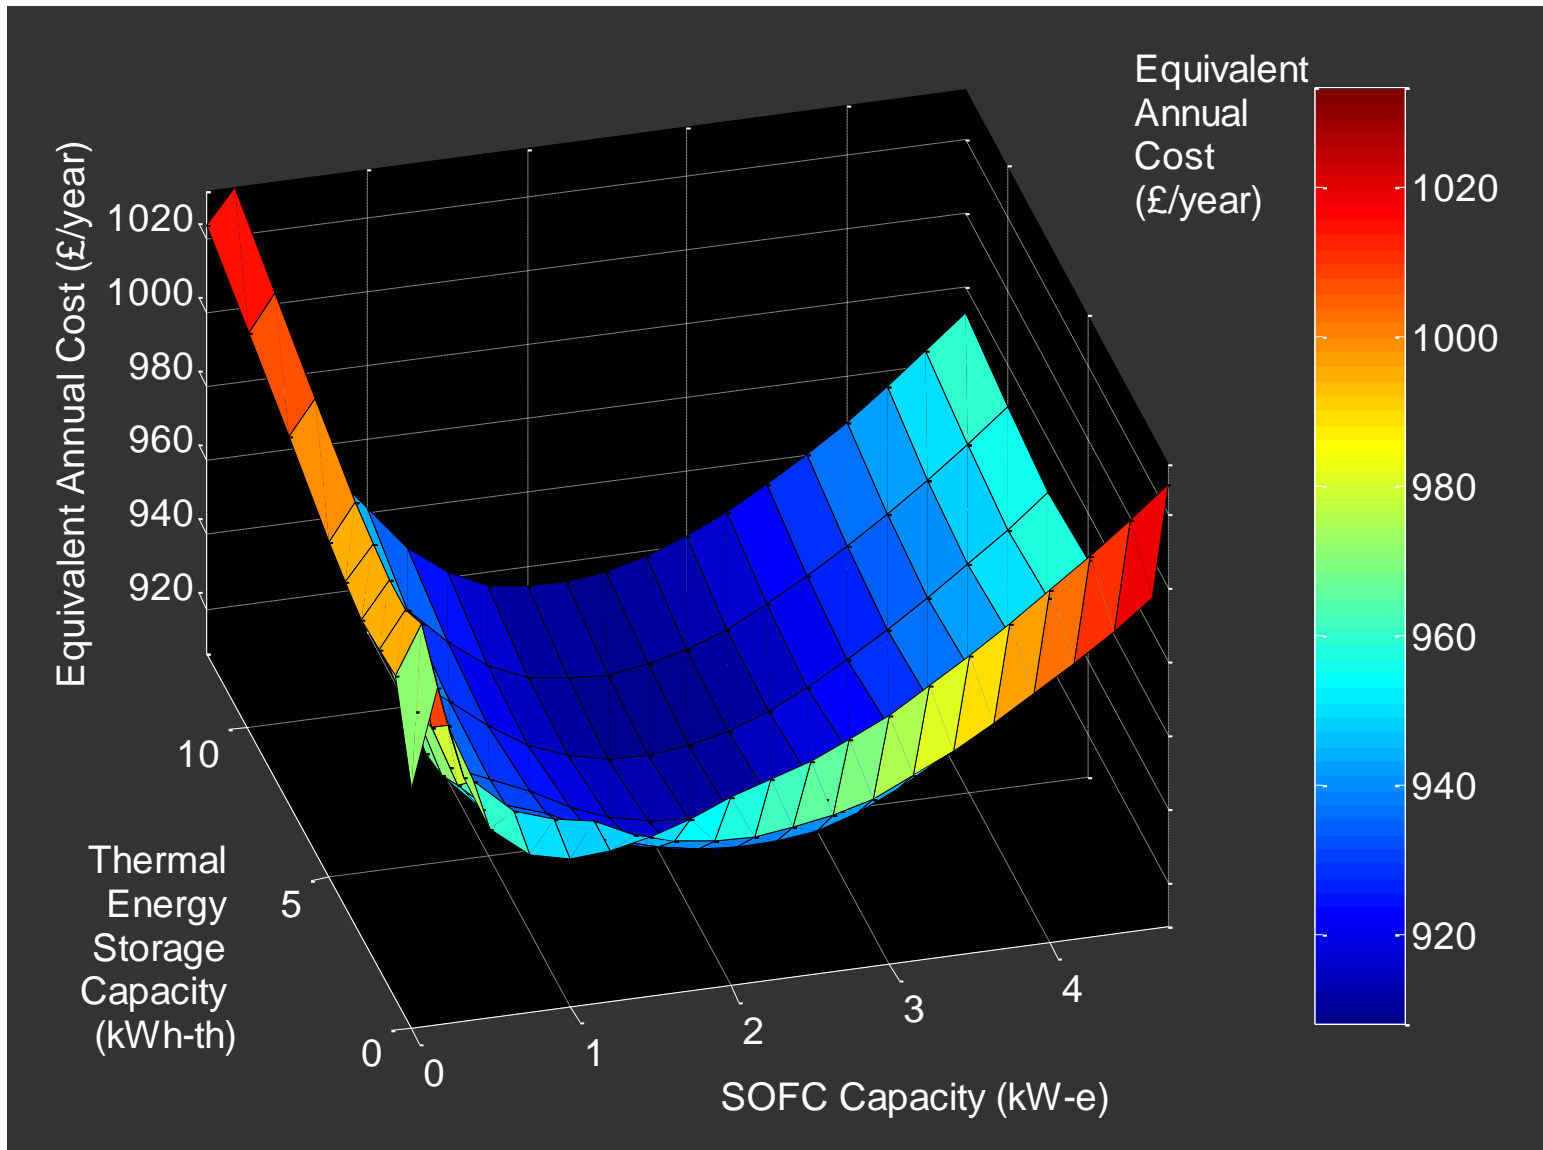 Equivalent
Annual
Cost
(£/year)
1020
1000
980
960
940
920
Equivalent Annual Cost (£/year)
1020
1000
980
960
940
920
10
5
0
Thermal
Energy
Storage
Capacity
(kWh-th)
0
1
2
3
4
SOFC Capacity (kW-e)